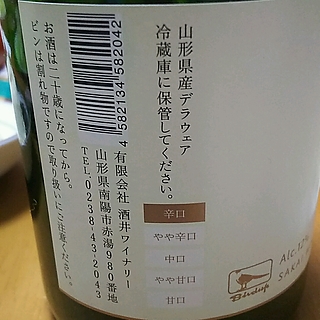 山形県産デラウェア
冷蔵庫に保管してください。
辛口
やや辛口
中口
やや甘口
甘口
4582134582042
有限会社 酒井ワイナリー
山形県南陽市赤湯980番地
TEL.0238-43-2043
お酒は二十歳になってから。
ビンは割れ物ですので取り扱いにご注意ください。
Alc.12%
SAKA
Birdup